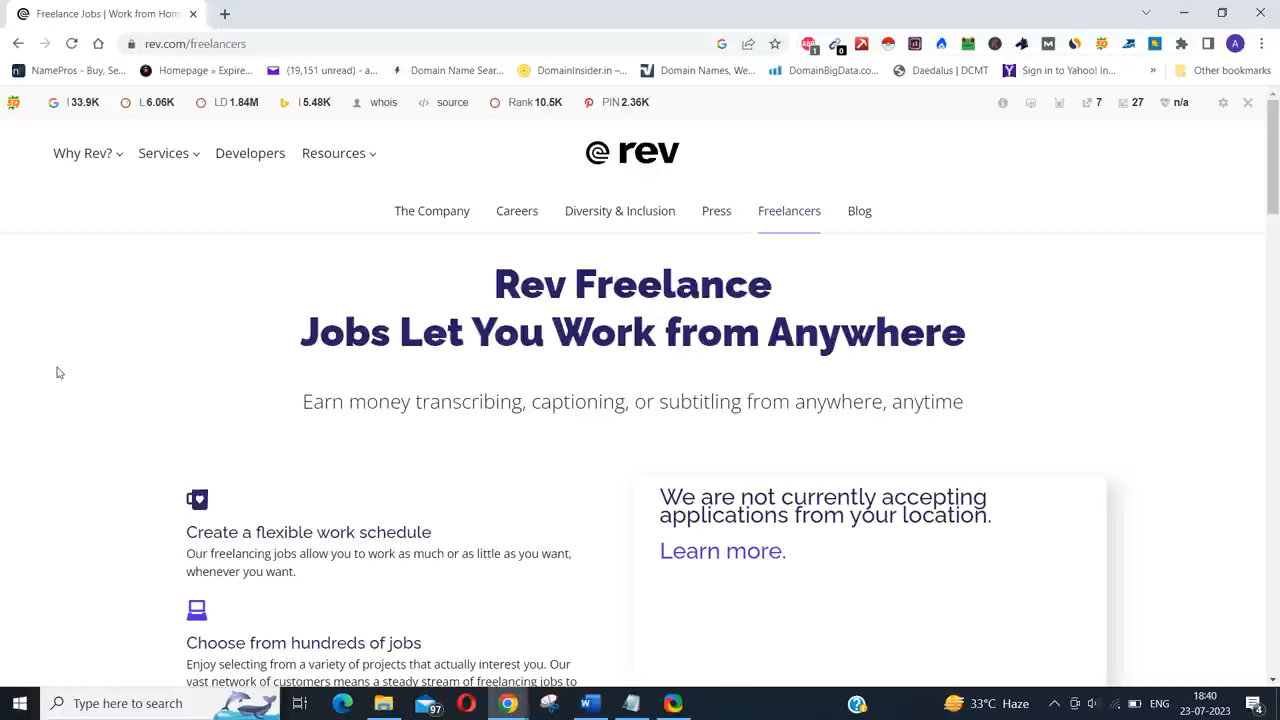 Freelance Jobs | Work from Hom
rev.com/freelancers
1
0
A
NamePros - Buy, Se...
Homepage » Expire...
(19,151 unread) - a...
Domain Name Sear...
DomainInsider.in –...
Domain Names, We...
DomainBigData.co...
Daedalus | DCMT
Sign in to Yahoo! In...
»
Other bookmarks
I 33.9K
L 6.06K
LD 1.84M
I 5.48K
whois
source
Rank 10.5K
PIN 2.36K
7
27
n/a
Why Rev?
Services
Developers
Resources
rev
The Company
Careers
Diversity & Inclusion
Press
Freelancers
Blog
Rev Freelance
Jobs Let You Work from Anywhere
Earn money transcribing, captioning, or subtitling from anywhere, anytime
Create a flexible work schedule
Our freelancing jobs allow you to work as much or as little as you want,
whenever you want.
Choose from hundreds of jobs
Enjoy selecting from a variety of projects that actually interest you. Our
vast network of customers means a steady stream of freelancing jobs to
We are not currently accepting
applications from your location.
Learn more.
Type here to search
97
33°C Haze
ENG
18:40
23-07-2023
4